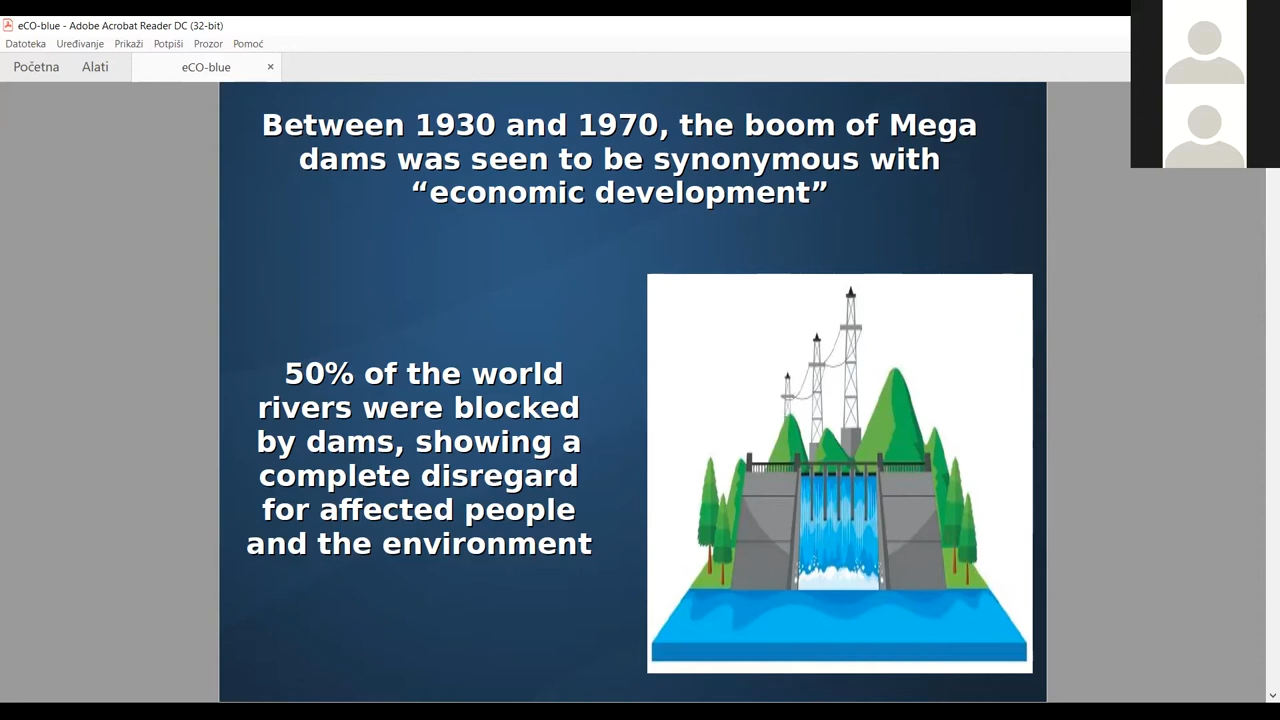 eCO-blue - Adobe Acrobat Reader DC (32-bit)
Datoteka Uređivanje Prikaži Potpiši Prozor Pomoć
Početna Alati eCO-blue ×
Between 1930 and 1970, the boom of Mega
dams was seen to be synonymous with
“economic development”
50% of the world
rivers were blocked
by dams, showing a
complete disregard
for affected people
and the environment